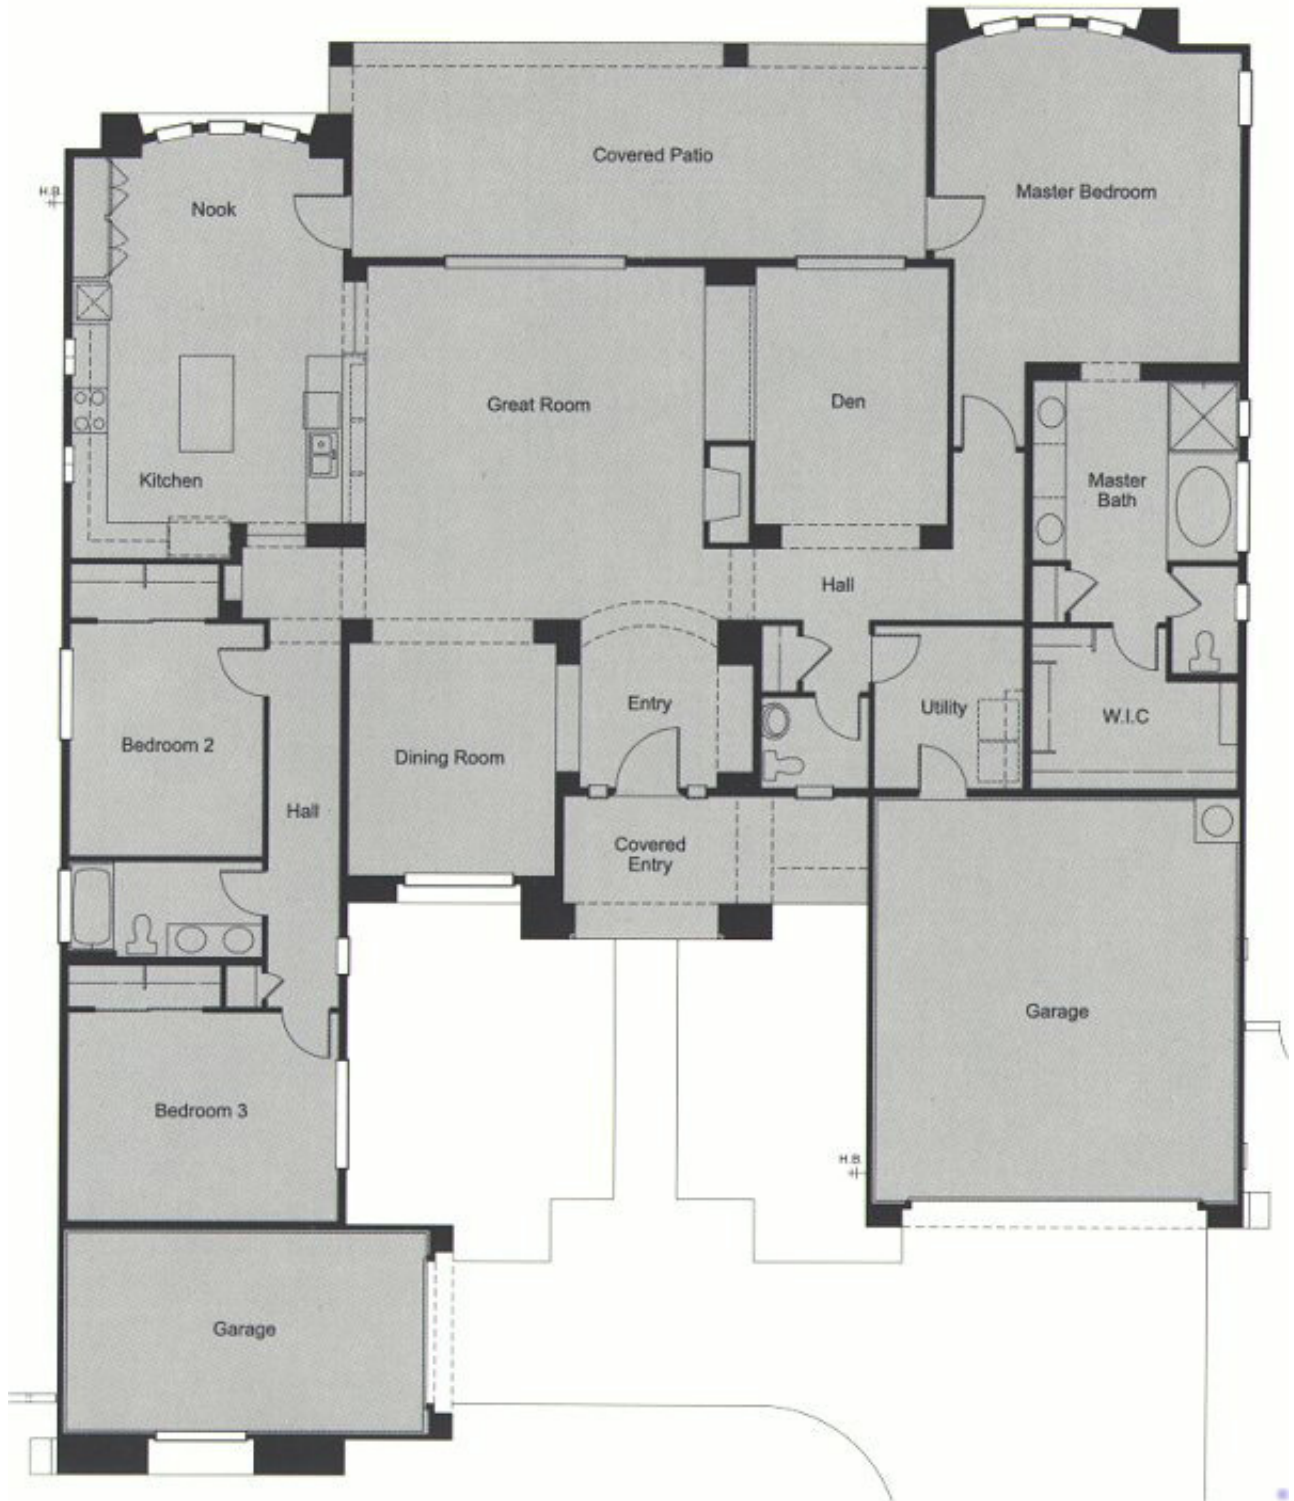 Covered Patio
Master Bedroom
H.B.
Nook
Great Room
Den
Kitchen
Master
Bath
Hall
Entry
Utility
W.I.C
Bedroom 2
Dining Room
Hall
Covered
Entry
Garage
Bedroom 3
H.B.
Garage